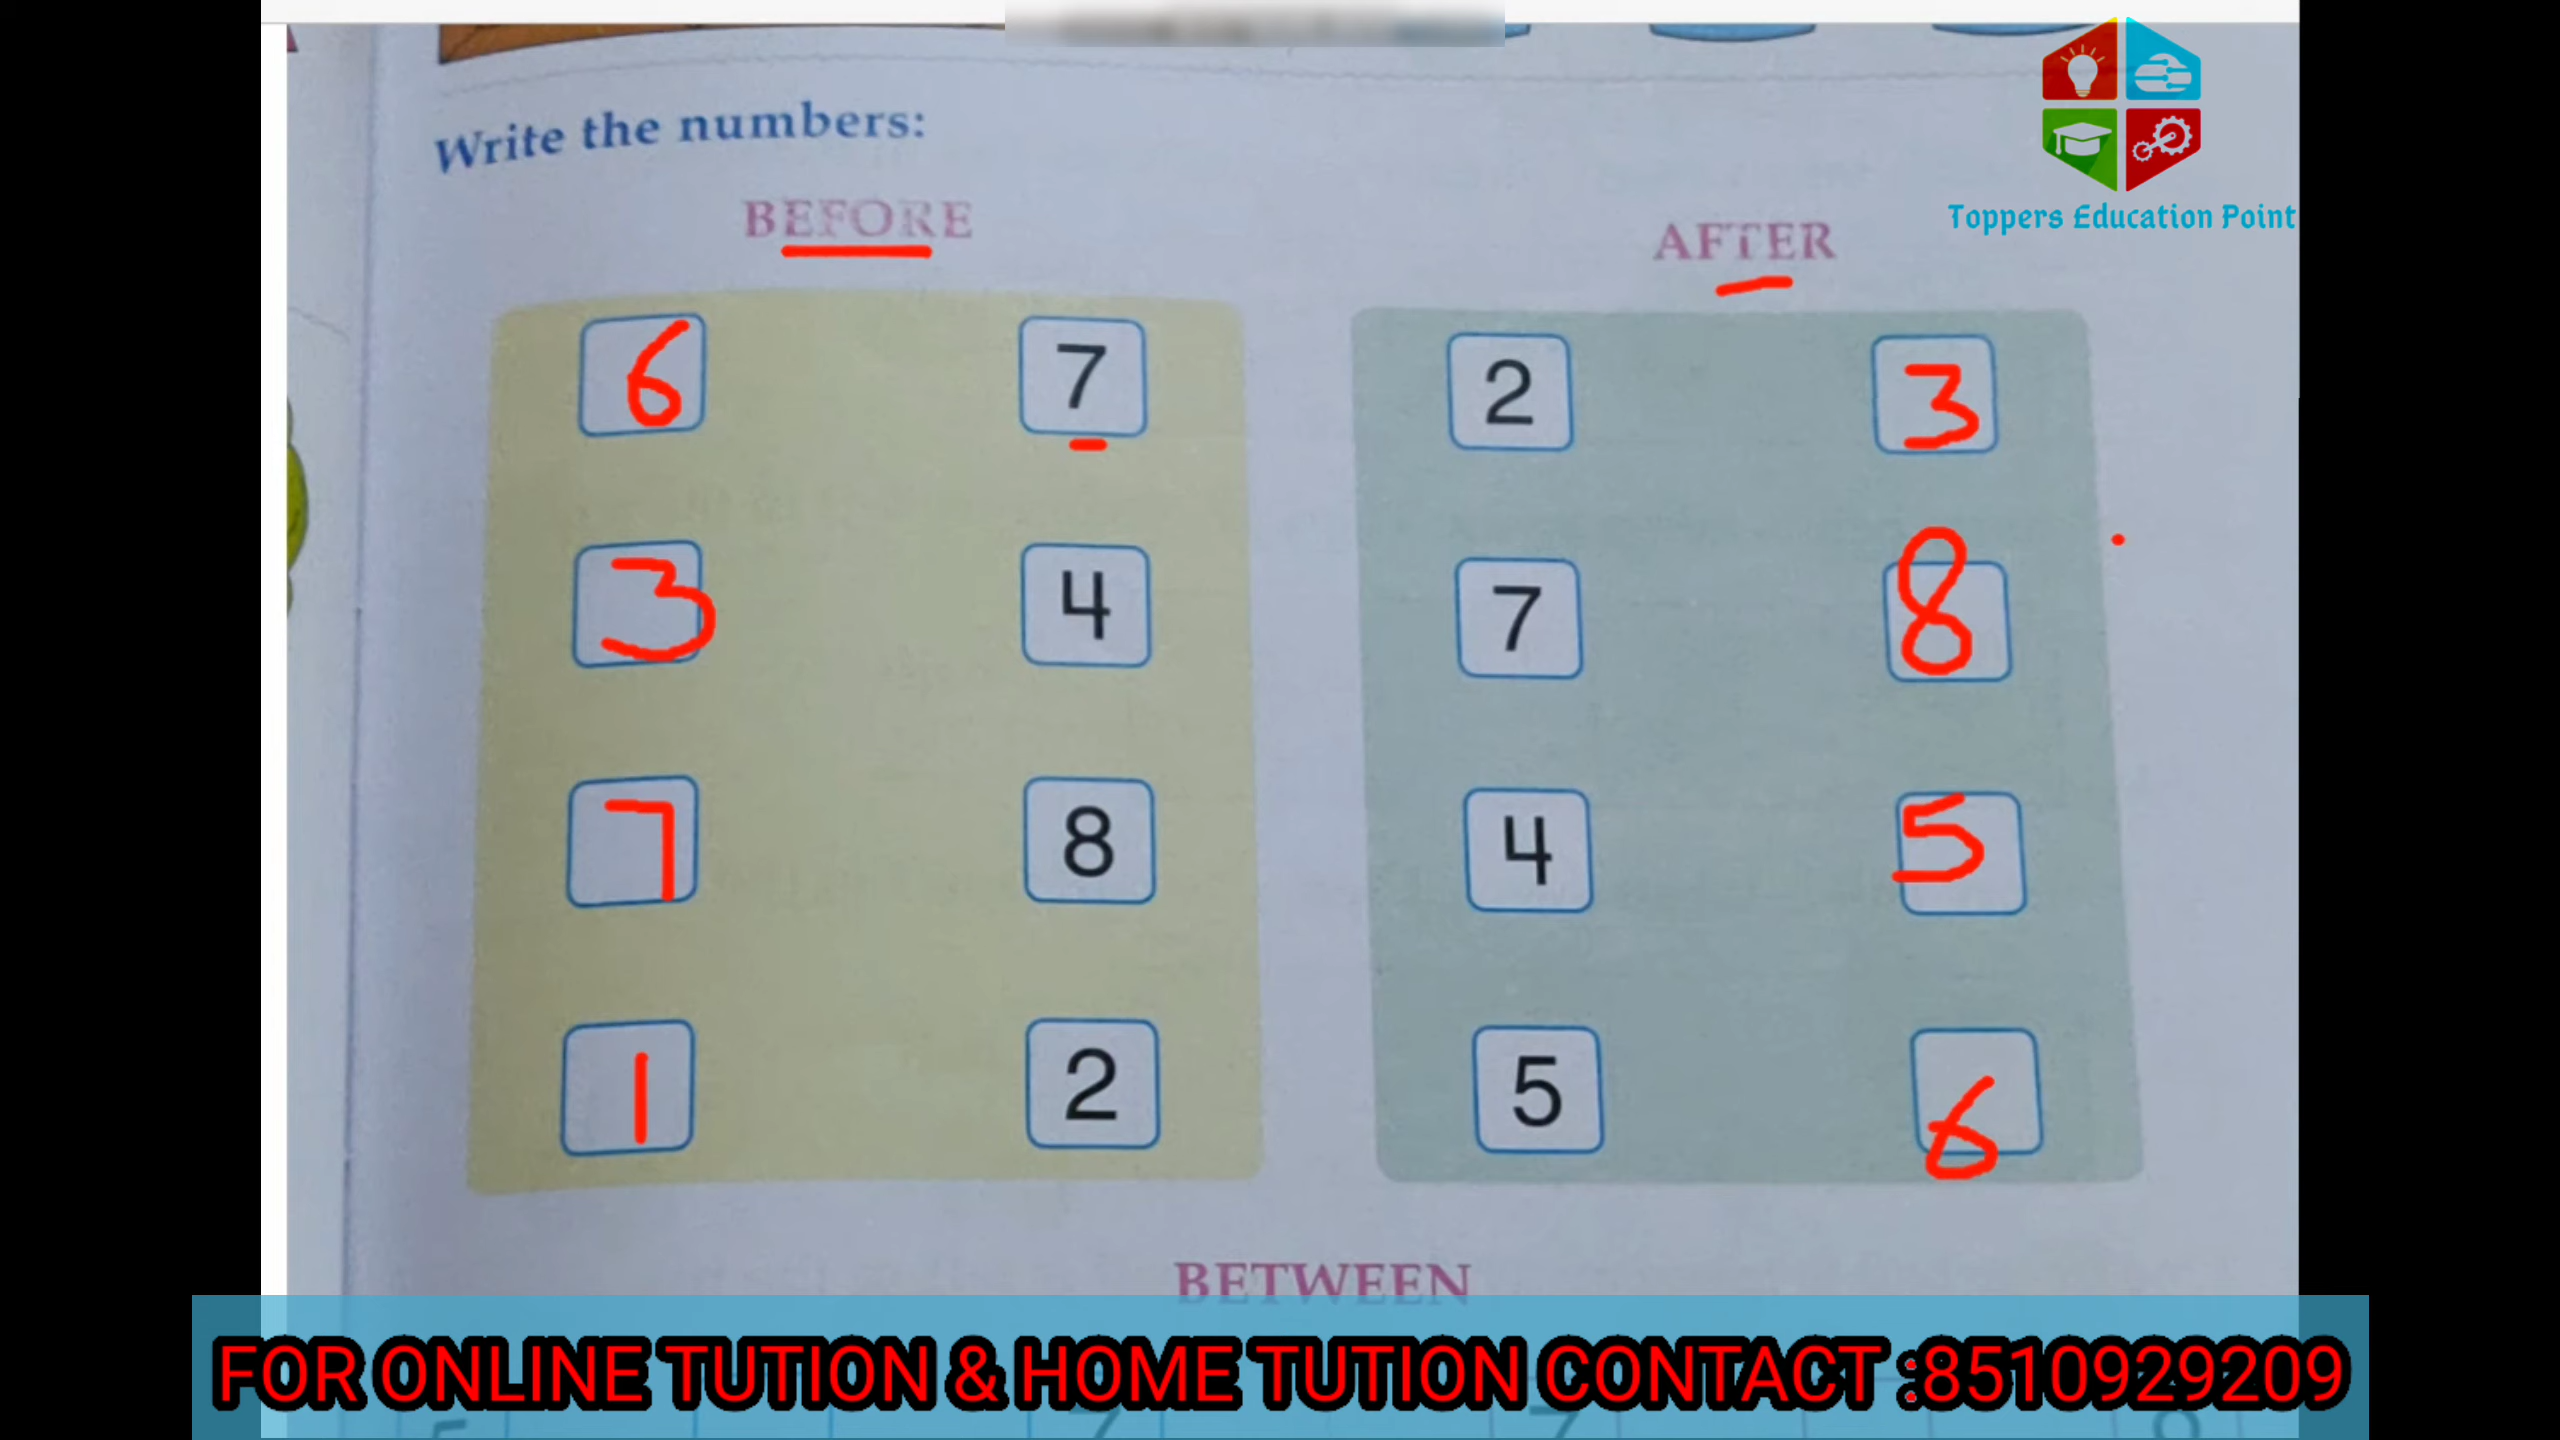 Write the numbers:
BEFORE
AFTER
Toppers Education Point
6 7 2 3
3 4 7 8
7 8 4 5
1 2 5 6
BETWEEN
FOR ONLINE TUTION & HOME TUTION CONTACT :8510929209